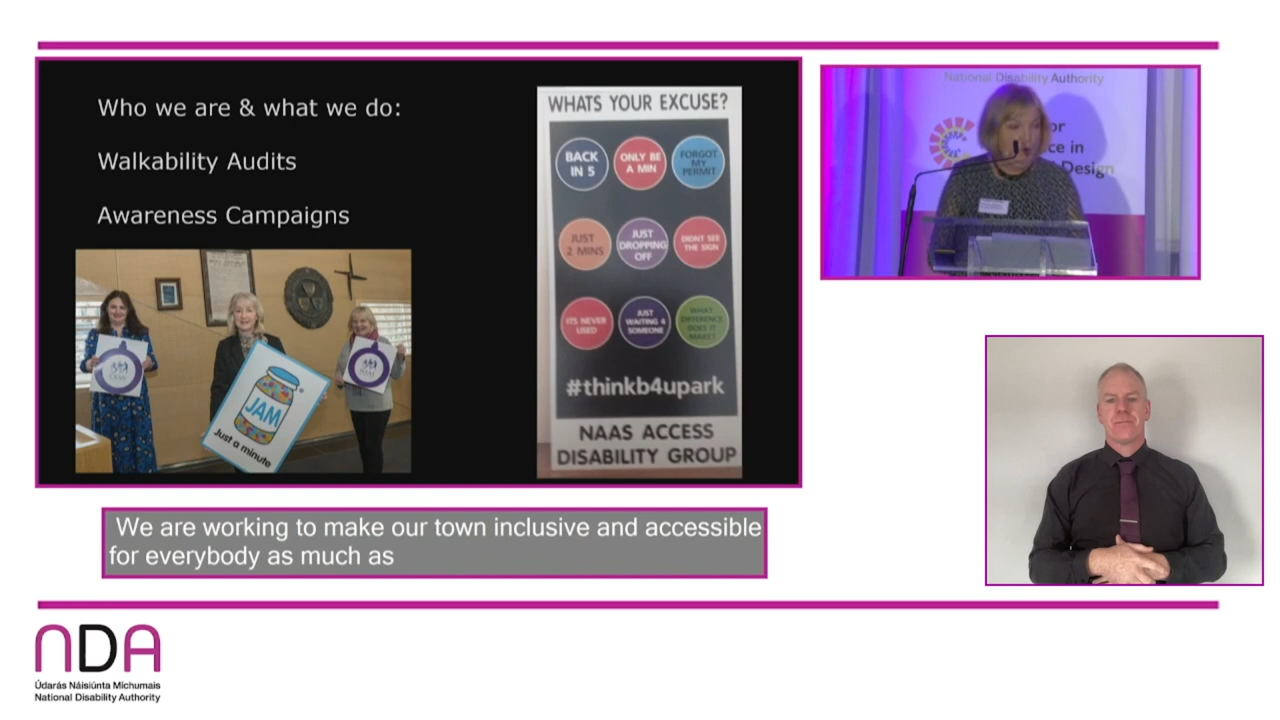 Who we are & what we do:
Walkability Audits
Awareness Campaigns
JAM
Just a minute
WHATS YOUR EXCUSE?
BACK
IN 5
ONLY BE
A MIN
FORGOT
MY
PERMIT
JUST
2 MINS
JUST
DROPPING
OFF
DIDNT SEE
THE SIGN
ITS NEVER
USED
JUST
WAITING 4
SOMEONE
WHAT
DIFFERENCE
DOES IT
MAKE?
#thinkb4upark
NAAS ACCESS
DISABILITY GROUP
National Disability Authority
or
ce in
Design
We are working to make our town inclusive and accessible
for everybody as much as
NDA
Údarás Náisiúnta Míchumais
National Disability Authority